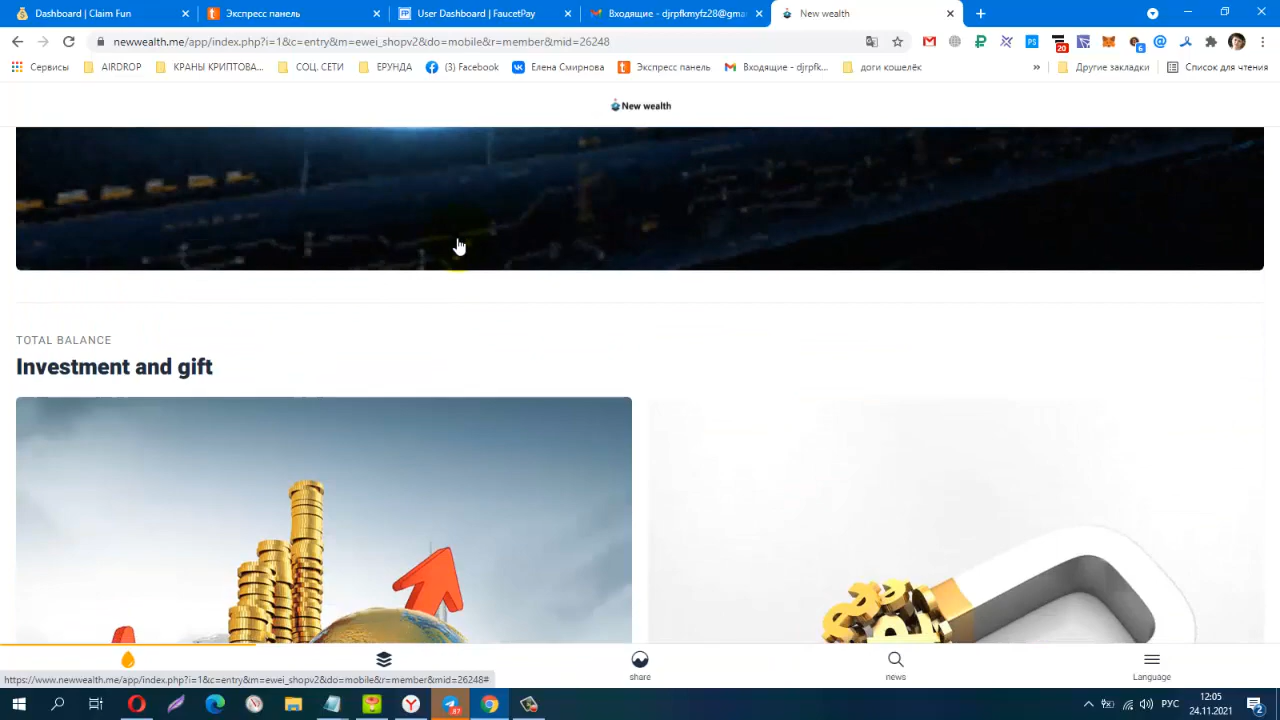 Dashboard | Claim Fun
Экспресс панель
User Dashboard | FaucetPay
Входящие - djrpfkmyfz28@gma
New wealth
newwealth.me/app/index.php?i=1&c=entry&m=ewei_shopv2&do=mobile&r=member&mid=26248
20
6
Сервисы
AIRDROP
КРАНЫ КРИПТОВА...
СОЦ. СЕТИ
ЕРУНДА
(3) Facebook
Елена Смирнова
Экспресс панель
Входящие - djrpfk...
доги кошелёк
»
Другие закладки
Список для чтения
New wealth
TOTAL BALANCE
Investment and gift
share
news
Language
https://www.newwealth.me/app/index.php?i=1&c=entry&m=ewei_shopv2&do=mobile&r=member&mid=26248#
РУС
12:05
24.11.2021
2